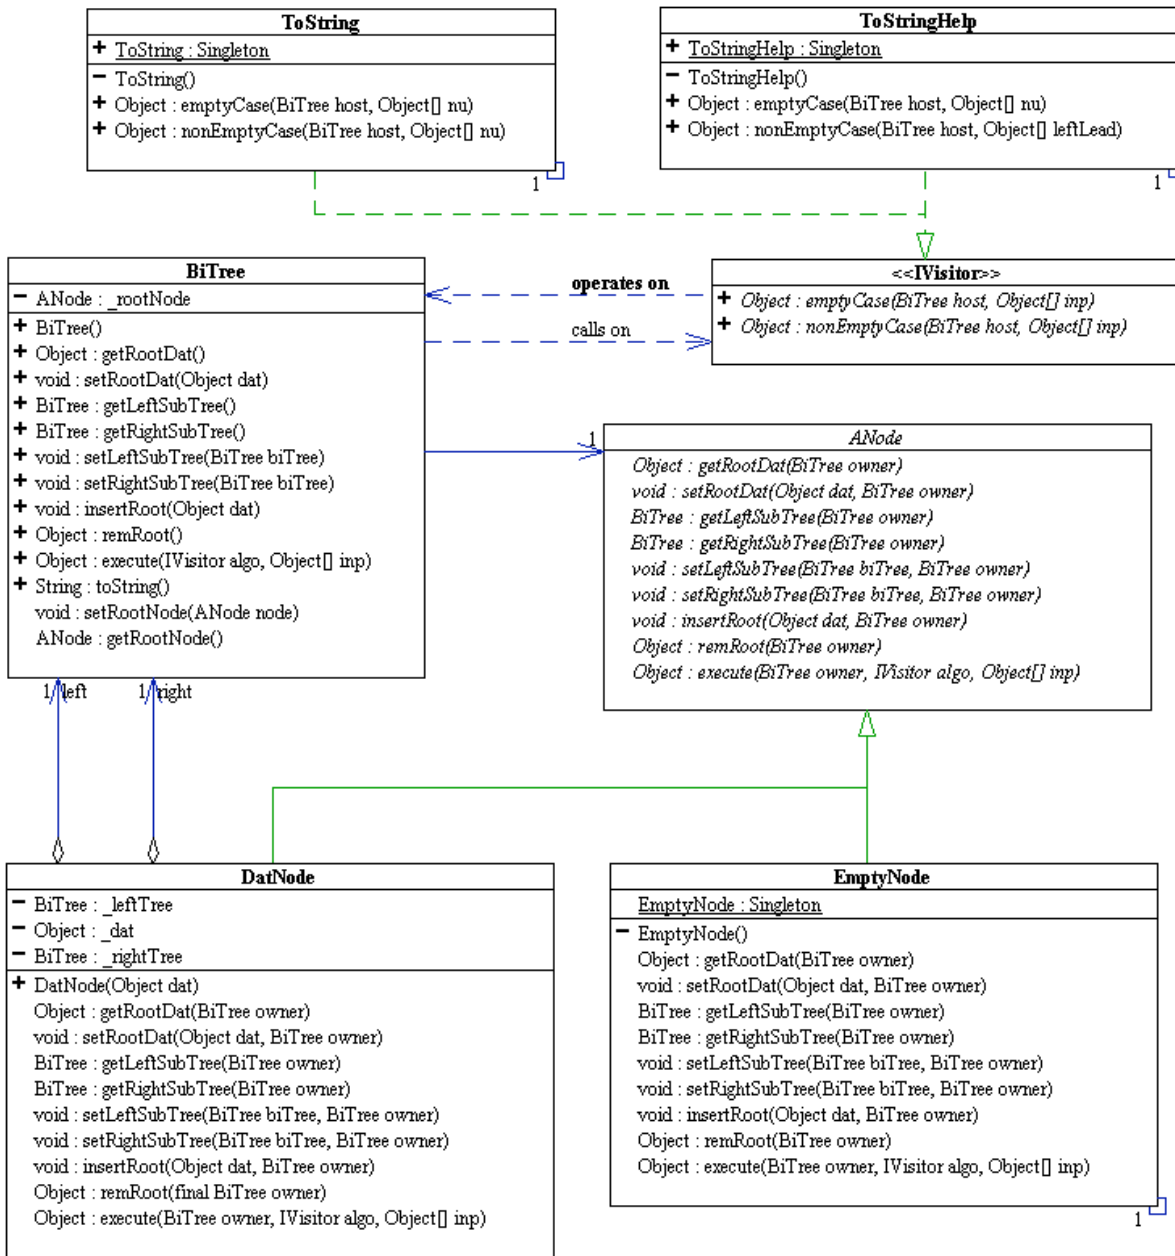 ToString
+ ToString : Singleton
− ToString()
+ Object : emptyCase(BiTree host, Object[] nu)
+ Object : nonEmptyCase(BiTree host, Object[] nu)
1
ToStringHelp
+ ToStringHelp : Singleton
− ToStringHelp()
+ Object : emptyCase(BiTree host, Object[] nu)
+ Object : nonEmptyCase(BiTree host, Object[] leftLead)
1
BiTree
− ANode : _rootNode
+ BiTree()
+ Object : getRootDat()
+ void : setRootDat(Object dat)
+ BiTree : getLeftSubTree()
+ BiTree : getRightSubTree()
+ void : setLeftSubTree(BiTree biTree)
+ void : setRightSubTree(BiTree biTree)
+ void : insertRoot(Object dat)
+ Object : remRoot()
+ Object : execute(IVisitor algo, Object[] inp)
+ String : toString()
void : setRootNode(ANode node)
ANode : getRootNode()
operates on
calls on
<<IVisitor>>
+ Object : emptyCase(BiTree host, Object[] inp)
+ Object : nonEmptyCase(BiTree host, Object[] inp)
1
ANode
Object : getRootDat(BiTree owner)
void : setRootDat(Object dat, BiTree owner)
BiTree : getLeftSubTree(BiTree owner)
BiTree : getRightSubTree(BiTree owner)
void : setLeftSubTree(BiTree biTree, BiTree owner)
void : setRightSubTree(BiTree biTree, BiTree owner)
void : insertRoot(Object dat, BiTree owner)
Object : remRoot(BiTree owner)
Object : execute(BiTree owner, IVisitor algo, Object[] inp)
1 left
1 right
DatNode
− BiTree : _leftTree
− Object : _dat
− BiTree : _rightTree
+ DatNode(Object dat)
Object : getRootDat(BiTree owner)
void : setRootDat(Object dat, BiTree owner)
BiTree : getLeftSubTree(BiTree owner)
BiTree : getRightSubTree(BiTree owner)
void : setLeftSubTree(BiTree biTree, BiTree owner)
void : setRightSubTree(BiTree biTree, BiTree owner)
void : insertRoot(Object dat, BiTree owner)
Object : remRoot(final BiTree owner)
Object : execute(BiTree owner, IVisitor algo, Object[] inp)
EmptyNode
EmptyNode : Singleton
− EmptyNode()
Object : getRootDat(BiTree owner)
void : setRootDat(Object dat, BiTree owner)
BiTree : getLeftSubTree(BiTree owner)
BiTree : getRightSubTree(BiTree owner)
void : setLeftSubTree(BiTree biTree, BiTree owner)
void : setRightSubTree(BiTree biTree, BiTree owner)
void : insertRoot(Object dat, BiTree owner)
Object : remRoot(BiTree owner)
Object : execute(BiTree owner, IVisitor algo, Object[] inp)
1